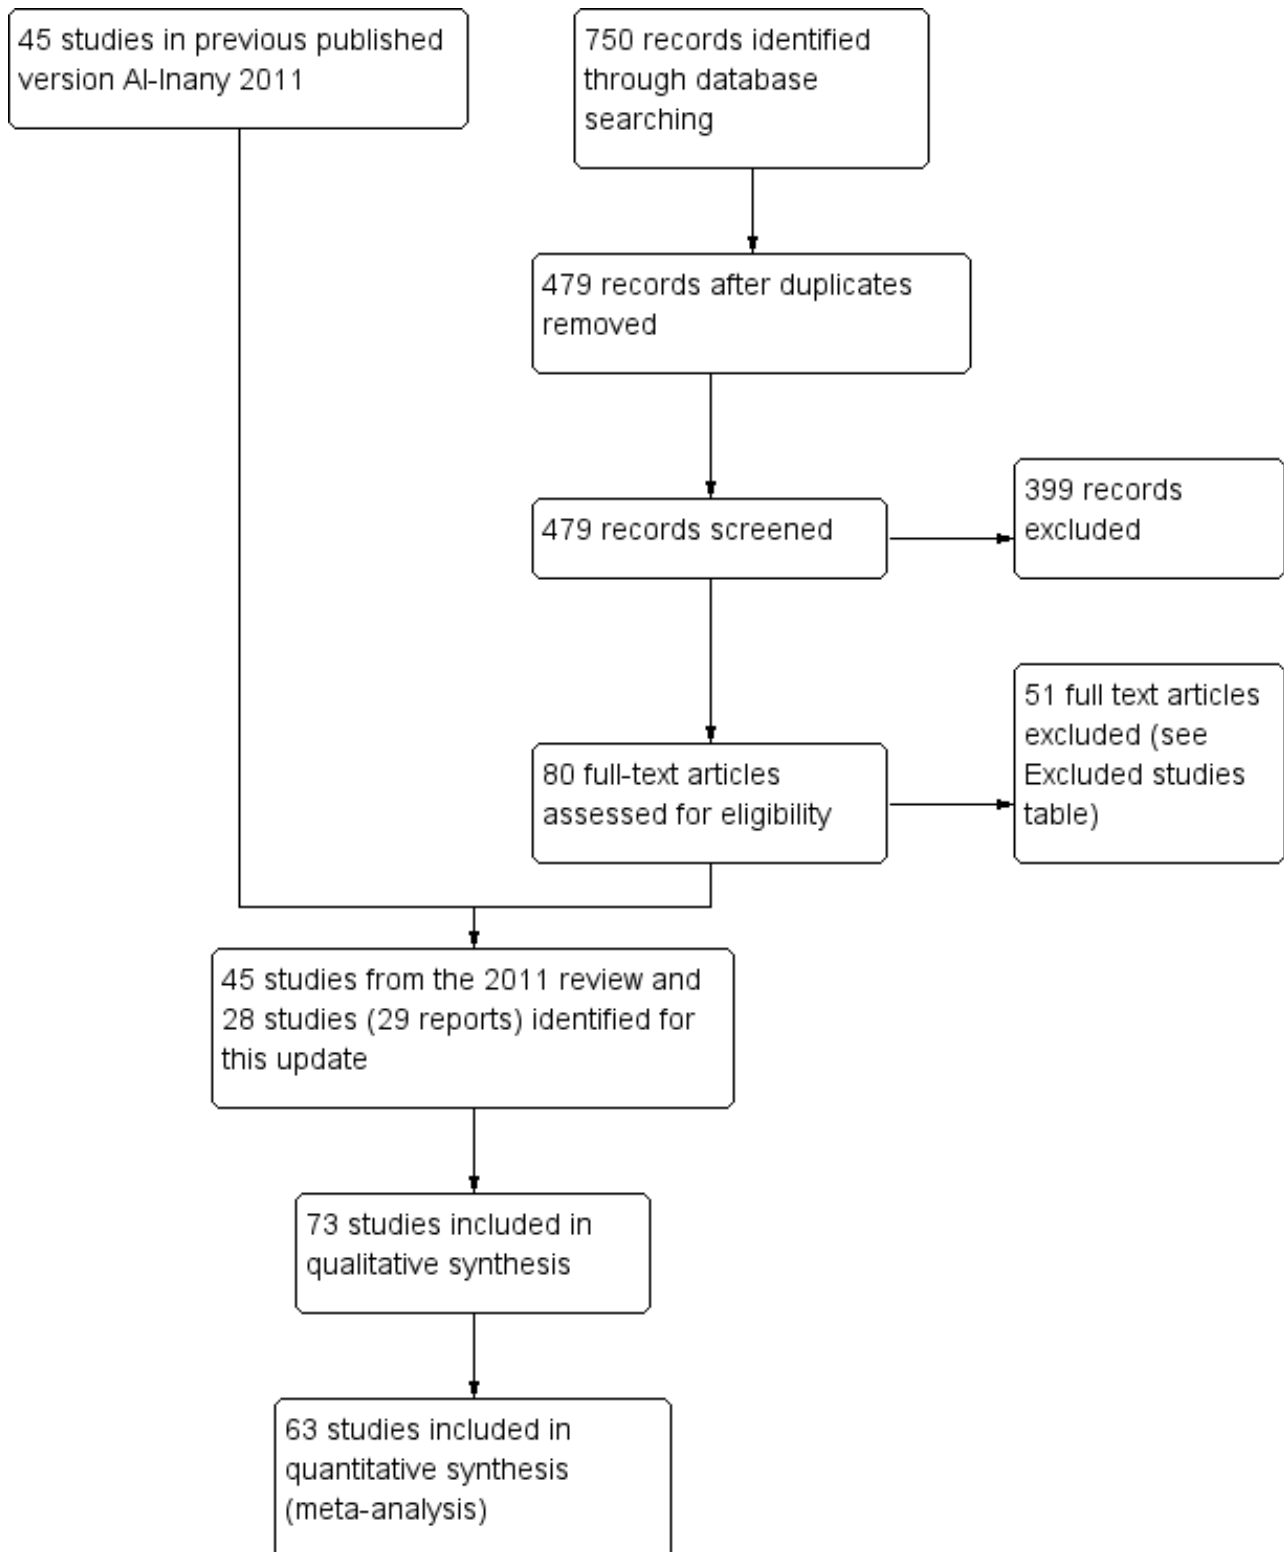 45 studies in previous published
version Al-Inany 2011
750 records identified
through database
searching
479 records after duplicates
removed
479 records screened
399 records
excluded
80 full-text articles
assessed for eligibility
51 full text articles
excluded (see
Excluded studies
table)
45 studies from the 2011 review and
28 studies (29 reports) identified for
this update
73 studies included in
qualitative synthesis
63 studies included in
quantitative synthesis
(meta-analysis)